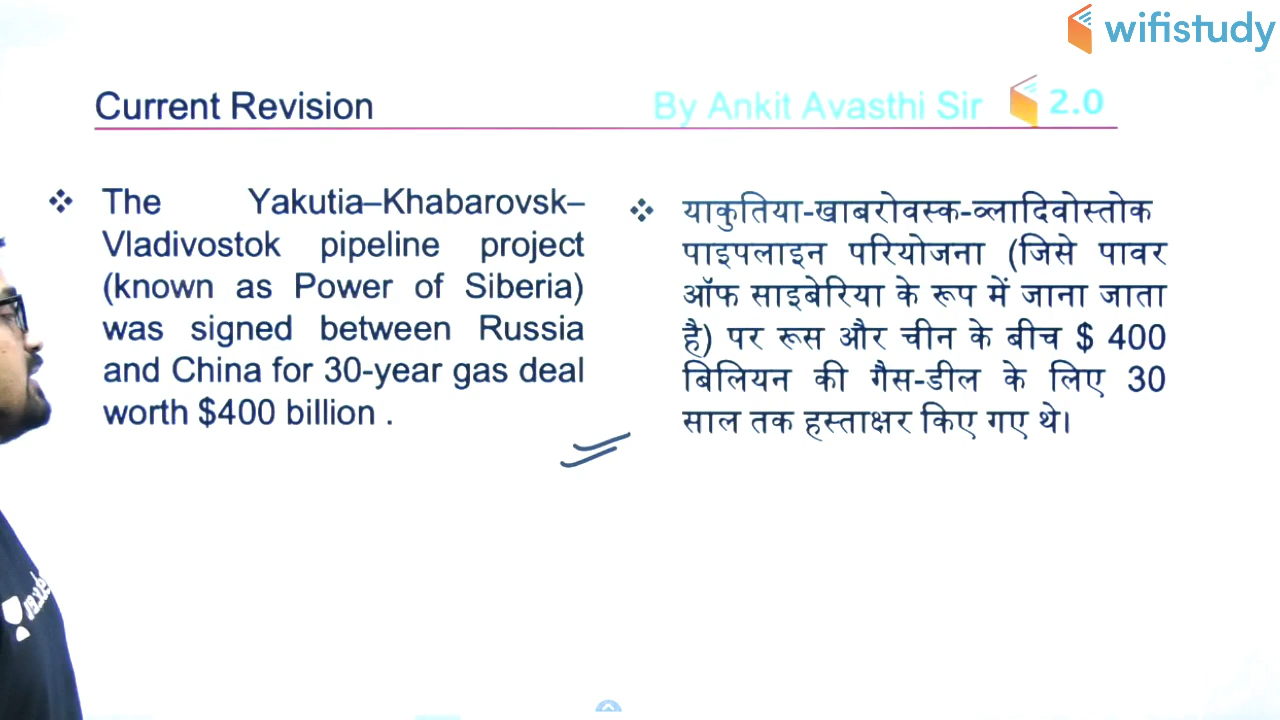 wifistudy
Current Revision
By Ankit Avasthi Sir 2.0
❖ The Yakutia–Khabarovsk–
Vladivostok pipeline project
(known as Power of Siberia)
was signed between Russia
and China for 30-year gas deal
worth $400 billion .
❖ याकुतिया-खाबरोवस्क-व्लादिवोस्तोक
पाइपलाइन परियोजना (जिसे पावर
ऑफ साइबेरिया के रूप में जाना जाता
है) पर रूस और चीन के बीच $ 400
बिलियन की गैस-डील के लिए 30
साल तक हस्ताक्षर किए गए थे।